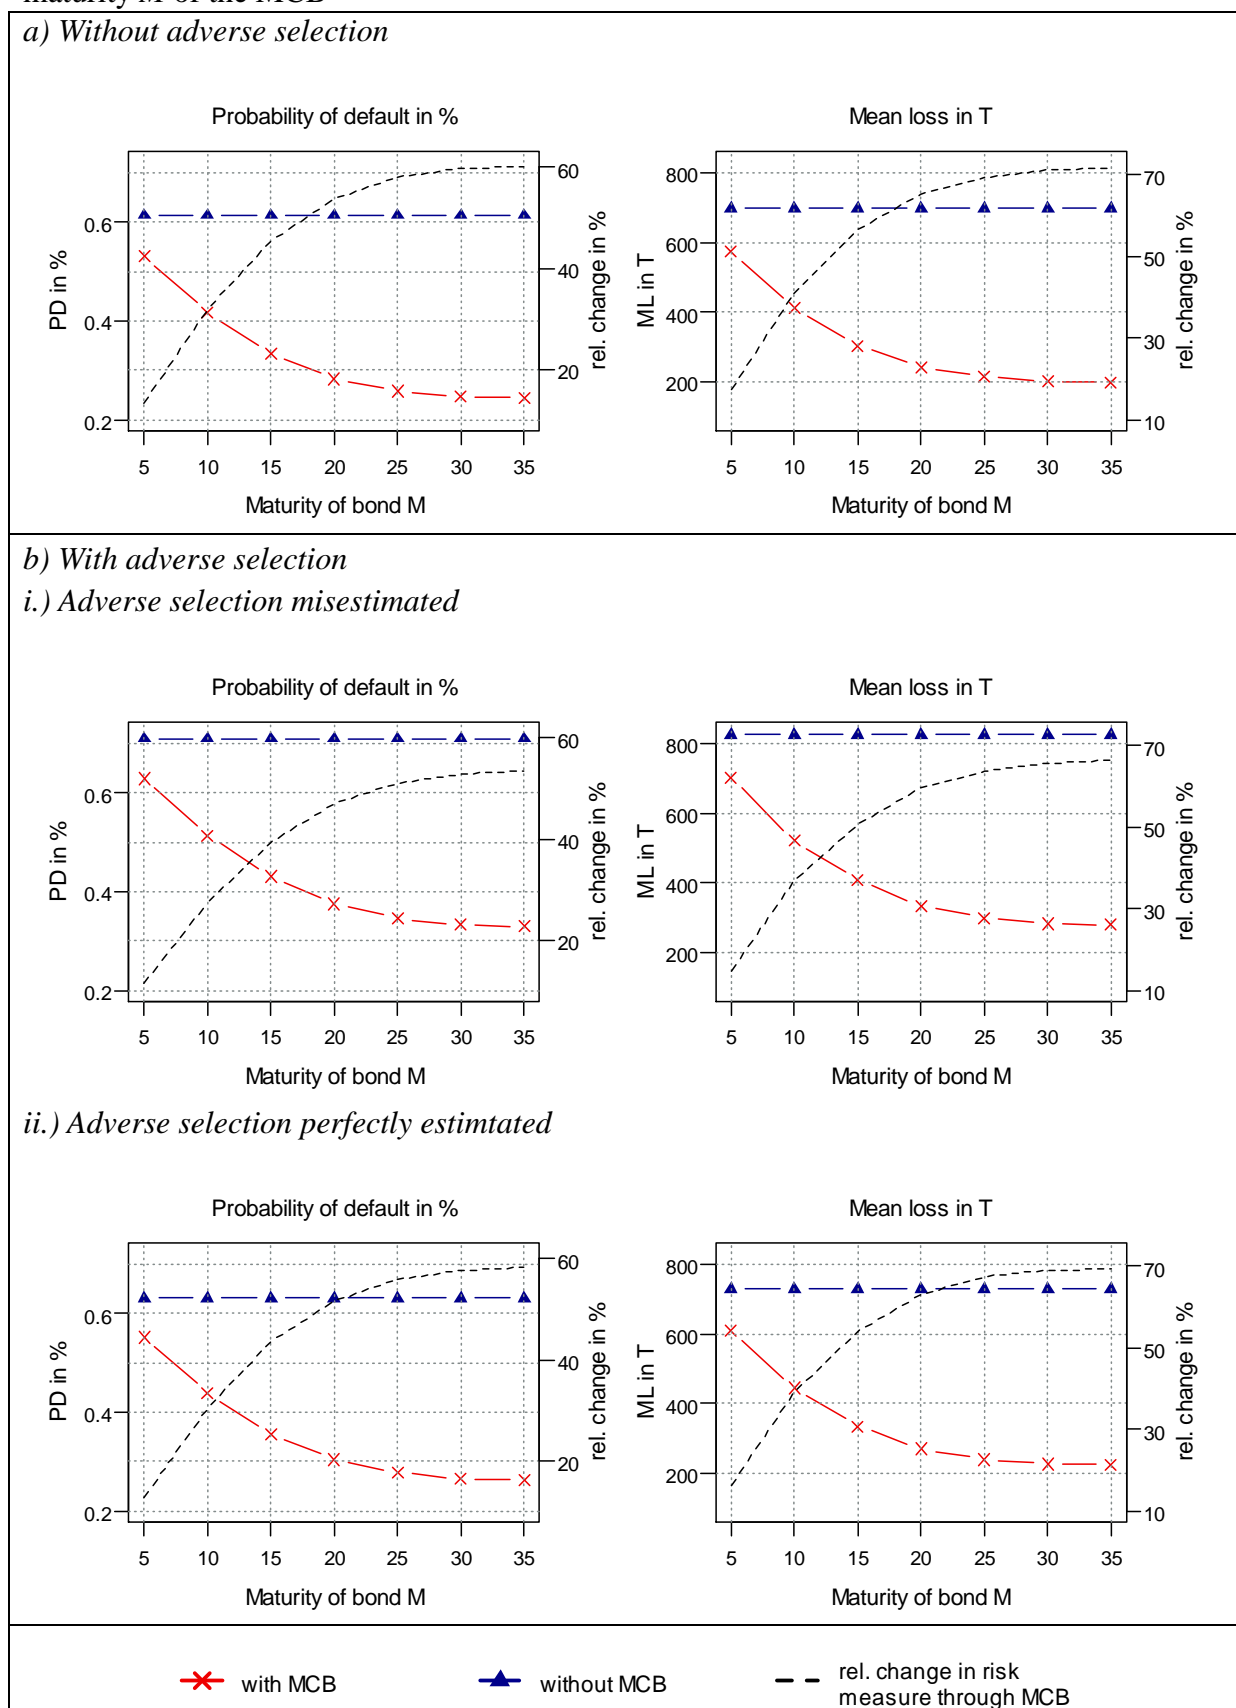 maturity M of the MCB
a) Without adverse selection
Probability of default in %
Mean loss in T
0.6
0.4
0.2
PD in %
60
40
20
rel. change in %
5 10 15 20 25 30 35
Maturity of bond M
800
600
400
200
ML in T
70
50
30
10
rel. change in %
5 10 15 20 25 30 35
Maturity of bond M
b) With adverse selection
i.) Adverse selection misestimated
Probability of default in %
Mean loss in T
0.6
0.4
0.2
PD in %
60
40
20
rel. change in %
5 10 15 20 25 30 35
Maturity of bond M
800
600
400
200
ML in T
70
50
30
10
rel. change in %
5 10 15 20 25 30 35
Maturity of bond M
ii.) Adverse selection perfectly estimtated
Probability of default in %
Mean loss in T
0.6
0.4
0.2
PD in %
60
40
20
rel. change in %
5 10 15 20 25 30 35
Maturity of bond M
800
600
400
200
ML in T
70
50
30
10
rel. change in %
5 10 15 20 25 30 35
Maturity of bond M
with MCB
without MCB
rel. change in risk
measure through MCB